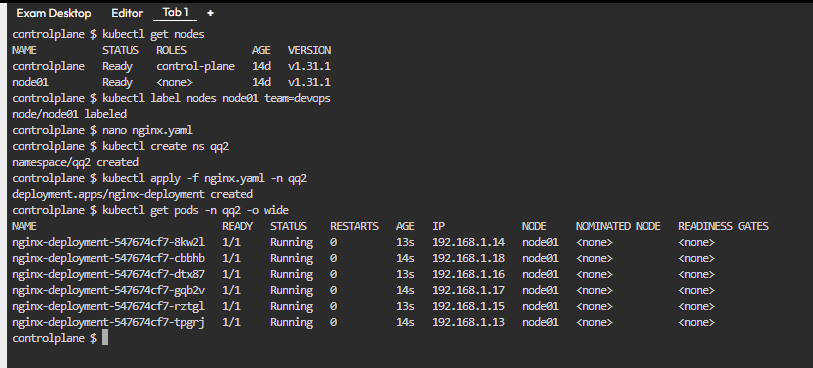 Exam Desktop Editor Tab 1 +
controlplane $ kubectl get nodes
NAME STATUS ROLES AGE VERSION
controlplane Ready control-plane 14d v1.31.1
node01 Ready <none> 14d v1.31.1
controlplane $ kubectl label nodes node01 team=devops
node/node01 labeled
controlplane $ nano nginx.yaml
controlplane $ kubectl create ns qq2
namespace/qq2 created
controlplane $ kubectl apply -f nginx.yaml -n qq2
deployment.apps/nginx-deployment created
controlplane $ kubectl get pods -n qq2 -o wide
NAME READY STATUS RESTARTS AGE IP NODE NOMINATED NODE READINESS GATES
nginx-deployment-547674cf7-8kw2l 1/1 Running 0 13s 192.168.1.14 node01 <none> <none>
nginx-deployment-547674cf7-cbbhb 1/1 Running 0 14s 192.168.1.18 node01 <none> <none>
nginx-deployment-547674cf7-dtx87 1/1 Running 0 13s 192.168.1.16 node01 <none> <none>
nginx-deployment-547674cf7-gqb2v 1/1 Running 0 14s 192.168.1.17 node01 <none> <none>
nginx-deployment-547674cf7-rztgl 1/1 Running 0 13s 192.168.1.15 node01 <none> <none>
nginx-deployment-547674cf7-tpgrj 1/1 Running 0 14s 192.168.1.13 node01 <none> <none>
controlplane $